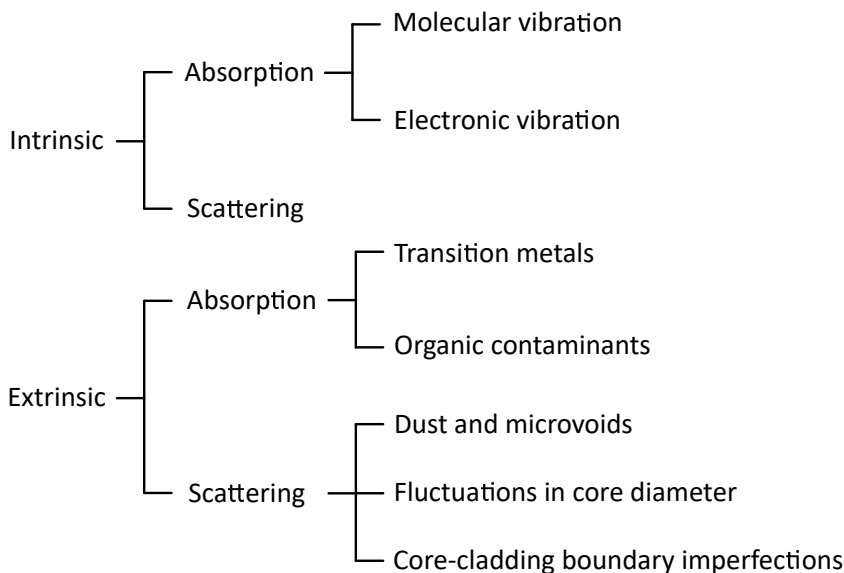 Intrinsic
Absorption
Molecular vibration
Electronic vibration
Scattering
Extrinsic
Absorption
Transition metals
Organic contaminants
Scattering
Dust and microvoids
Fluctuations in core diameter
Core-cladding boundary imperfections